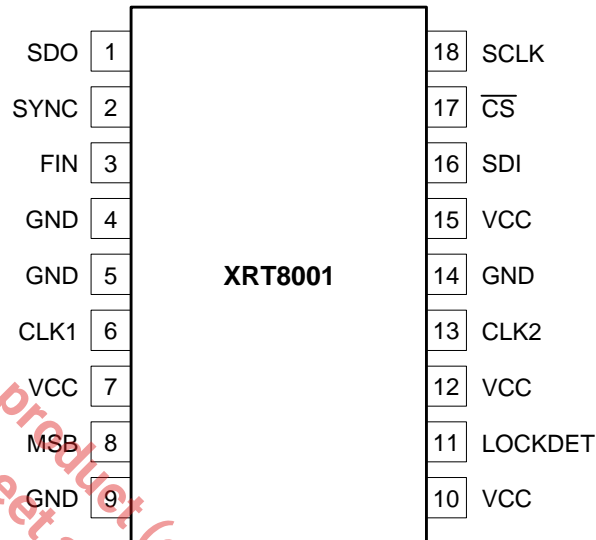 SDO 1 18 SCLK
SYNC 2 17 C̅S̅
FIN 3 16 SDI
GND 4 15 VCC
GND 5 XRT8001 14 GND
CLK1 6 13 CLK2
VCC 7 12 VCC
MSB 8 11 LOCKDET
GND 9 10 VCC
product (